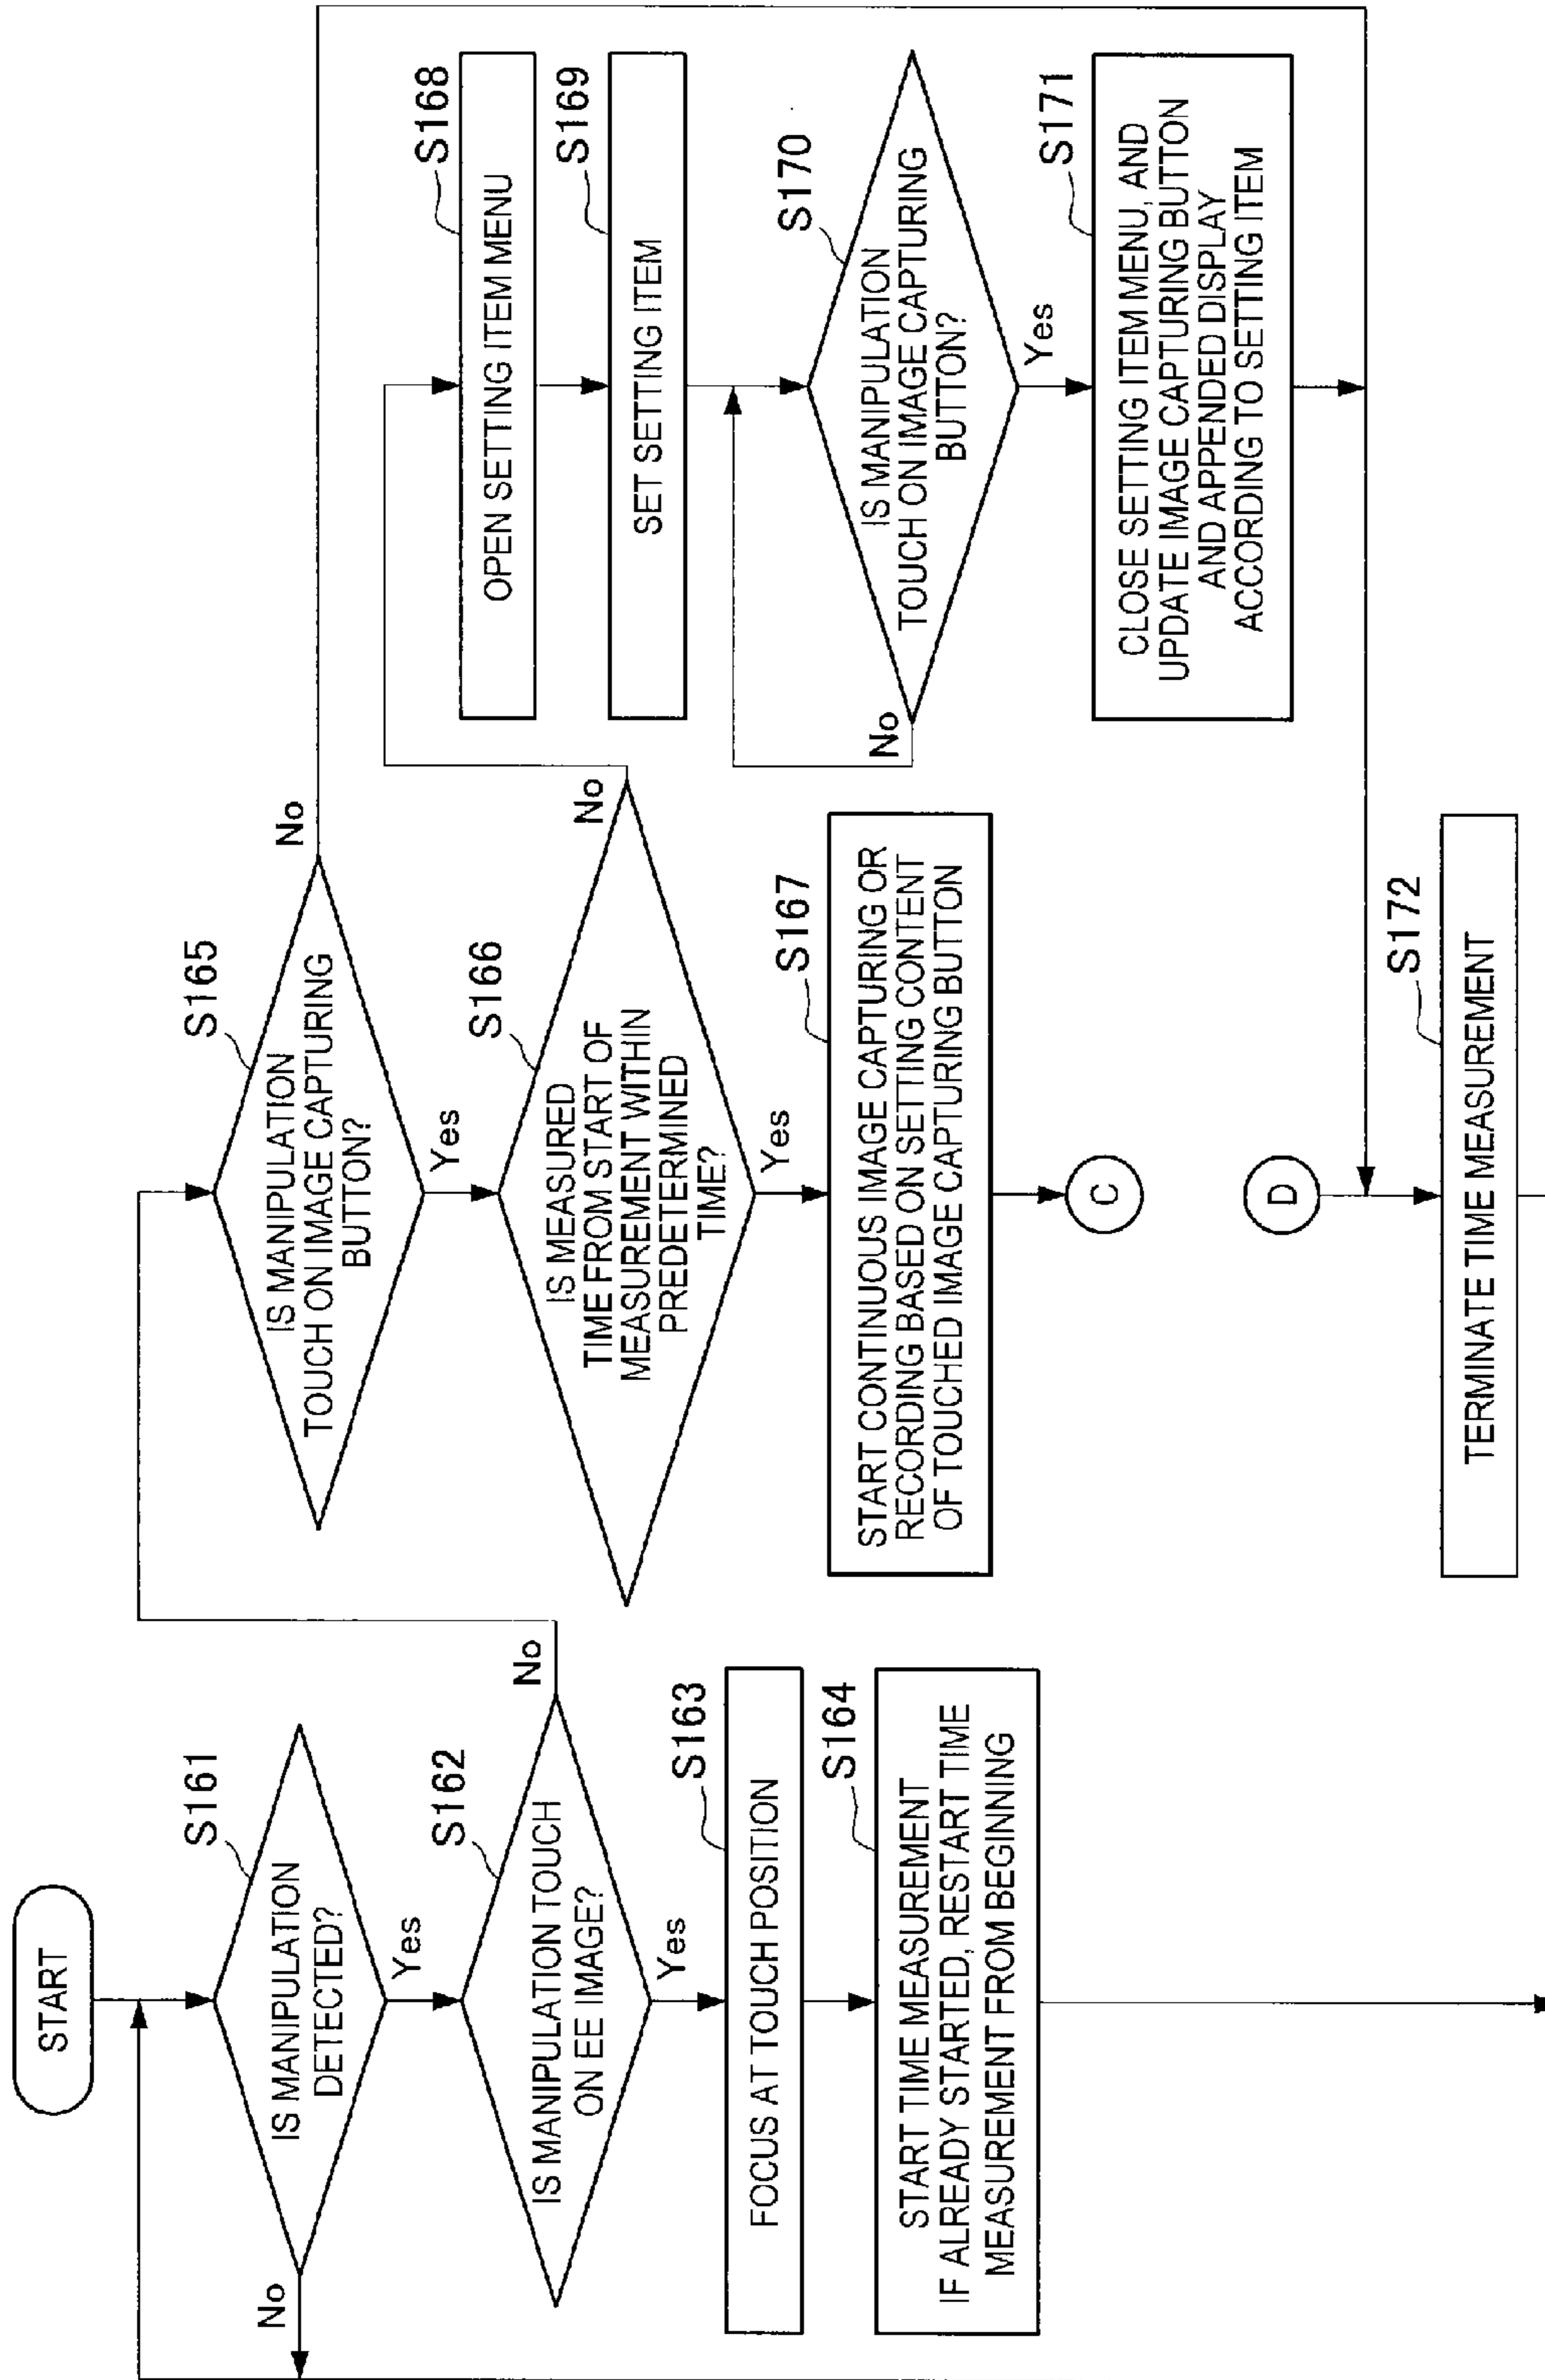 START
S161
IS MANIPULATION
DETECTED?
No
Yes
S162
IS MANIPULATION TOUCH
ON EE IMAGE?
No
Yes
S163
FOCUS AT TOUCH POSITION
S164
START TIME MEASUREMENT
IF ALREADY STARTED, RESTART TIME
MEASUREMENT FROM BEGINNING
S165
IS MANIPULATION
TOUCH ON IMAGE CAPTURING
BUTTON?
No
Yes
S166
IS MEASURED
TIME FROM START OF
MEASUREMENT WITHIN
PREDETERMINED
TIME?
No
Yes
S167
START CONTINUOUS IMAGE CAPTURING OR
RECORDING BASED ON SETTING CONTENT
OF TOUCHED IMAGE CAPTURING BUTTON
C
D
S172
TERMINATE TIME MEASUREMENT
S168
OPEN SETTING ITEM MENU
S169
SET SETTING ITEM
S170
IS MANIPULATION
TOUCH ON IMAGE CAPTURING
BUTTON?
No
Yes
S171
CLOSE SETTING ITEM MENU, AND
UPDATE IMAGE CAPTURING BUTTON
AND APPENDED DISPLAY
ACCORDING TO SETTING ITEM